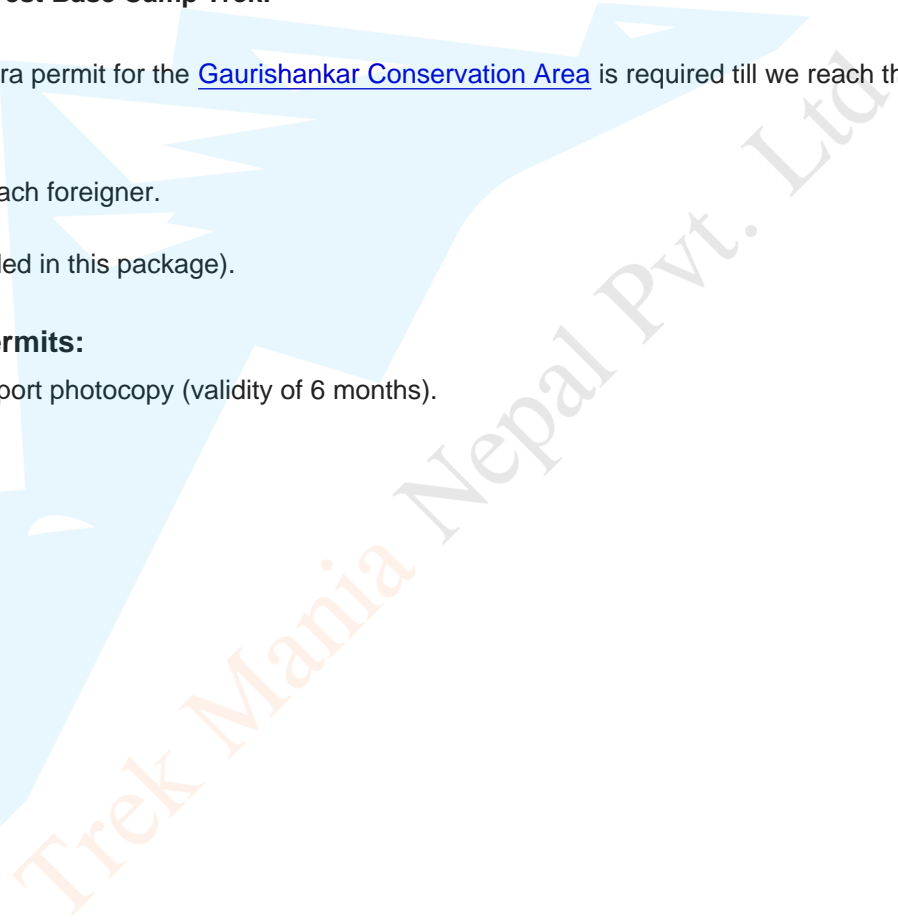 est Base Camp Trek:
ra permit for the Gaurishankar Conservation Area is required till we reach th
ach foreigner.
led in this package).
ermits:
port photocopy (validity of 6 months).
Trek Mania Nepal Pvt. Ltd